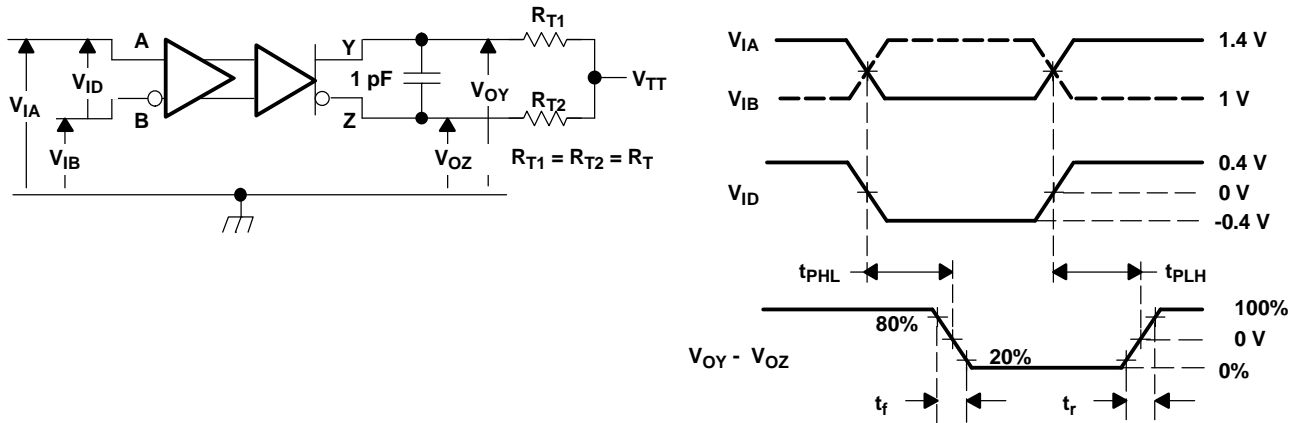 A
B
V_IA
V_ID
V_IB
Y
Z
1 pF
V_OY
V_OZ
R_T1
R_T2
V_TT
R_T1 = R_T2 = R_T
V_IA
1.4 V
V_IB
1 V
V_ID
0.4 V
0 V
-0.4 V
t_PHL
t_PLH
V_OY - V_OZ
80%
20%
100%
0 V
0%
t_f
t_r